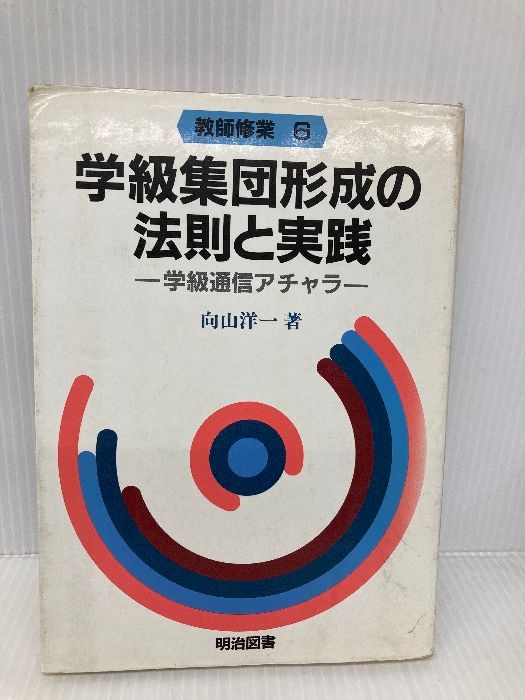 教師修業 6
学級集団形成の
法則と実践
―学級通信アチャラ―
向山洋一 著
明治図書